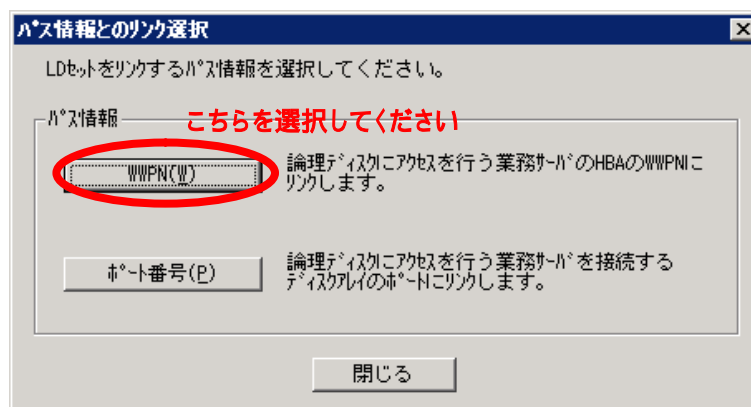 ﾊﾟｽ情報とのリンク選択
LDｾｯﾄをﾘﾝｸするﾊﾟｽ情報を選択してください。
ﾊﾟｽ情報
こちらを選択してください
WWPN(W)
論理ﾃﾞｨｽｸにｱｸｾｽを行う業務ｻｰﾊﾞのHBAのWWPNに
ﾘﾝｸします。
ﾎﾟｰﾄ番号(P)
論理ﾃﾞｨｽｸにｱｸｾｽを行う業務ｻｰﾊﾞを接続する
ﾃﾞｨｽｸｱﾚｲのﾎﾟｰﾄにﾘﾝｸします。
閉じる